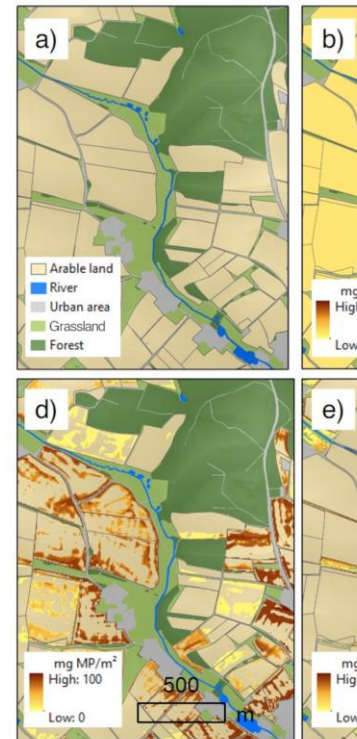 a)
b)
Arable land
River
Urban area
Grassland
Forest
mg
High
Low
d)
e)
mg MP/m²
High: 100
Low: 0
500
m
mg
High
Low